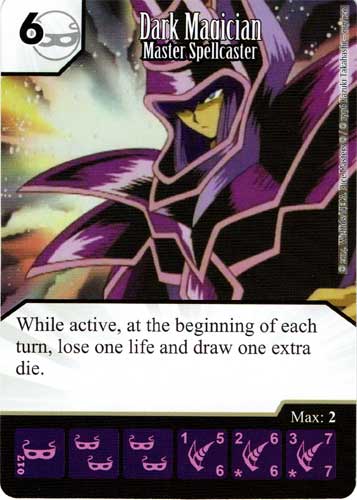 6
Dark Magician
Master Spellcaster
While active, at the beginning of each
turn, lose one life and draw one extra
die.
Max: 2
017
1 5
6
2 6
* 6
3 7
* 7